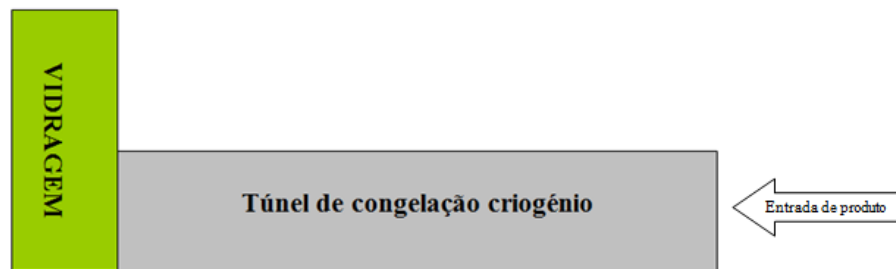 VIDRAGEM
Túnel de congelação criogénio
Entrada de produto